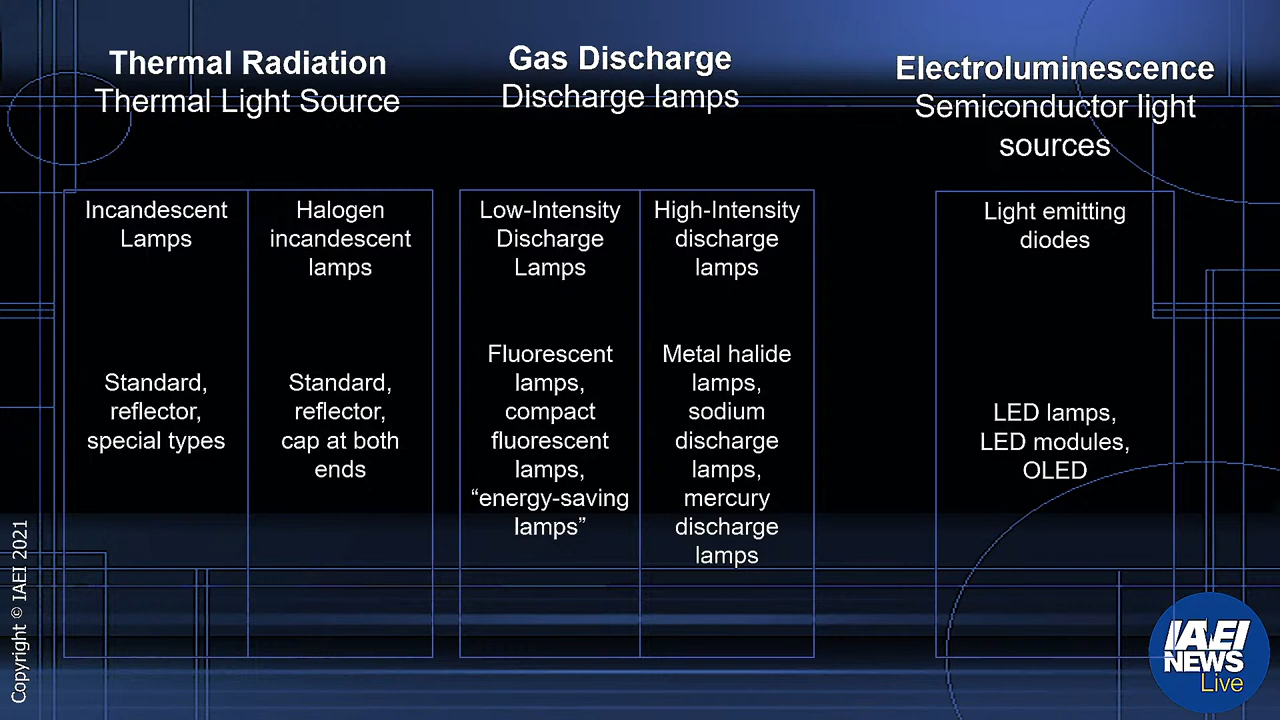 Thermal Radiation
Thermal Light Source
Gas Discharge
Discharge lamps
Electroluminescence
Semiconductor light
sources
Incandescent
Lamps
Standard,
reflector,
special types
Halogen
incandescent
lamps
Standard,
reflector,
cap at both
ends
Low-Intensity
Discharge
Lamps
Fluorescent
lamps,
compact
fluorescent
lamps,
“energy-saving
lamps”
High-Intensity
discharge
lamps
Metal halide
lamps,
sodium
discharge
lamps,
mercury
discharge
lamps
Light emitting
diodes
LED lamps,
LED modules,
OLED
Copyright © IAEI 2021
IAEI
NEWS
Live